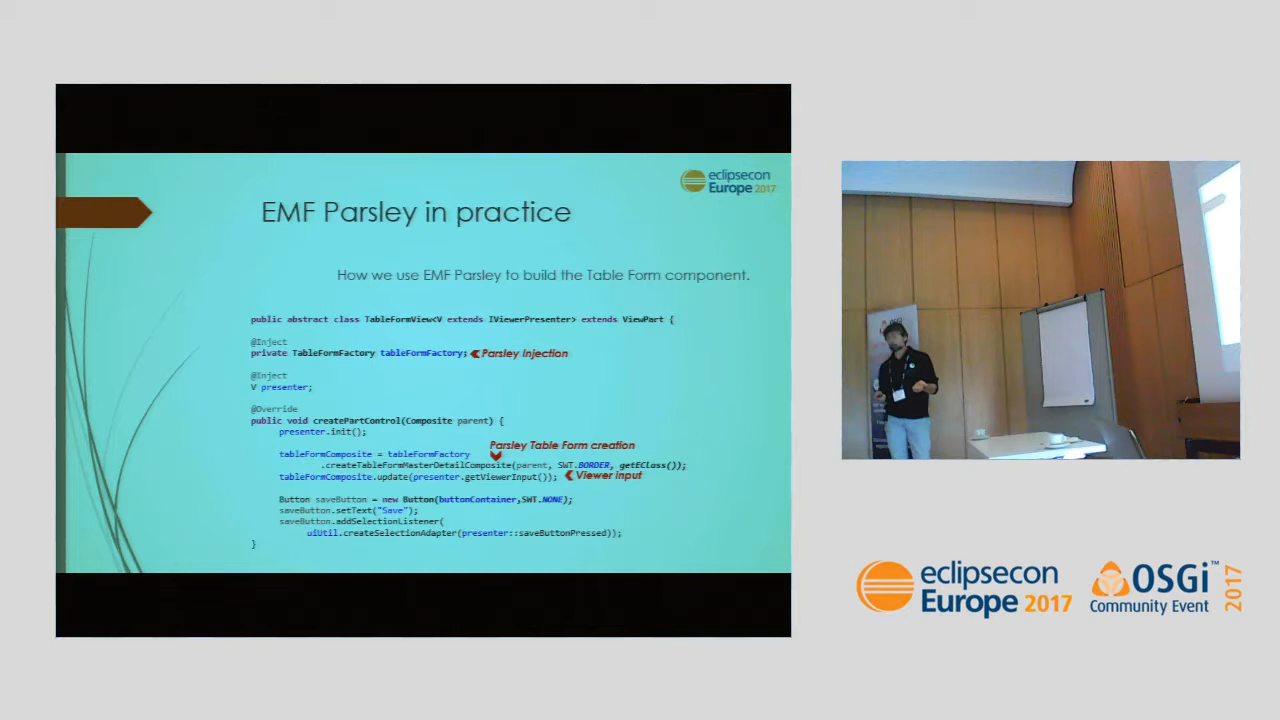 eclipsecon
Europe 2017
EMF Parsley in practice
How we use EMF Parsley to build the Table Form component.
public abstract class TableFormView<V extends IViewerPresenter> extends ViewPart {
@Inject
private TableFormFactory tableFormFactory; Parsley Injection
@Inject
V presenter;
@Override
public void createPartControl(Composite parent) {
presenter.init();
Parsley Table Form creation
tableFormComposite = tableFormFactory
.createTableFormMasterDetailComposite(parent, SWT.BORDER, getEClass());
tableFormComposite.update(presenter.getViewerInput()); Viewer input
Button saveButton = new Button(buttonContainer,SWT.NONE);
saveButton.setText("Save");
saveButton.addSelectionListener(
uiUtil.createSelectionAdapter(presenter::saveButtonPressed));
}
OSGi
eclipsecon
Europe 2017
OSGi™
Community Event
2017